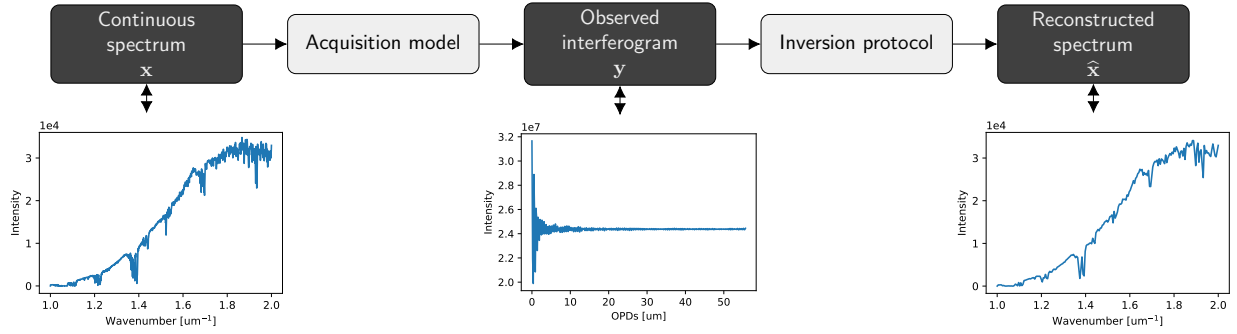 Continuous
spectrum
x
Acquisition model
Observed
interferogram
y
Inversion protocol
Reconstructed
spectrum
x̂
1e4
3
2
1
0
Intensity
1.0 1.2 1.4 1.6 1.8 2.0
Wavenumber [um⁻¹]
1e7
3.2
3.0
2.8
2.6
2.4
2.2
2.0
Intensity
0 10 20 30 40 50
OPDs [um]
1e4
3
2
1
0
Intensity
1.0 1.2 1.4 1.6 1.8 2.0
Wavenumber [um⁻¹]